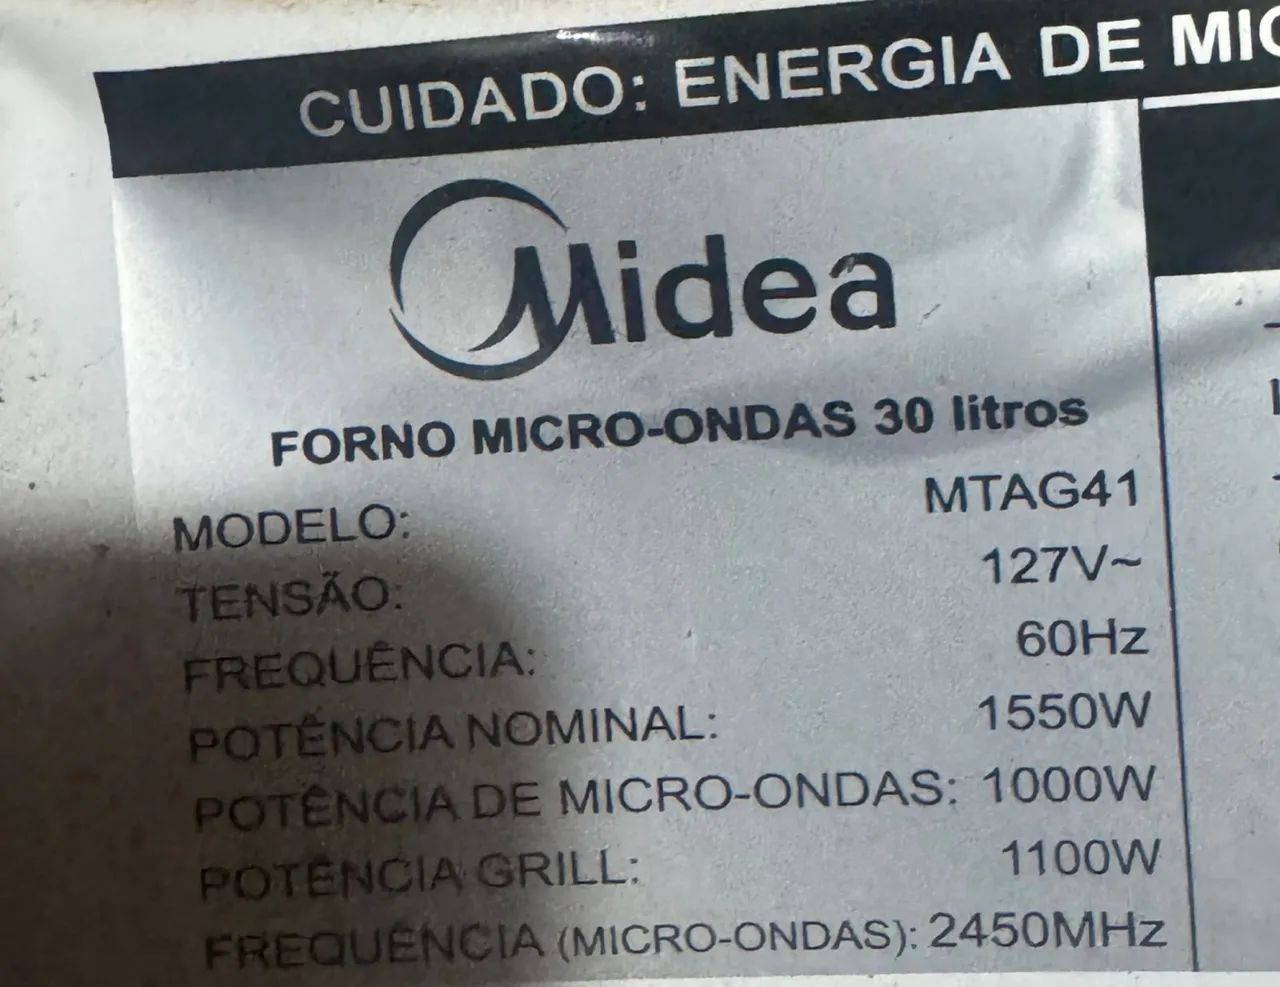 CUIDADO: ENERGIA DE
Midea
FORNO MICRO-ONDAS 30 litros
MODELO: MTAG41
TENSÃO: 127V~
FREQUÊNCIA: 60Hz
POTÊNCIA NOMINAL: 1550W
POTÊNCIA DE MICRO-ONDAS: 1000W
POTÊNCIA GRILL: 1100W
FREQUÊNCIA (MICRO-ONDAS): 2450MHz